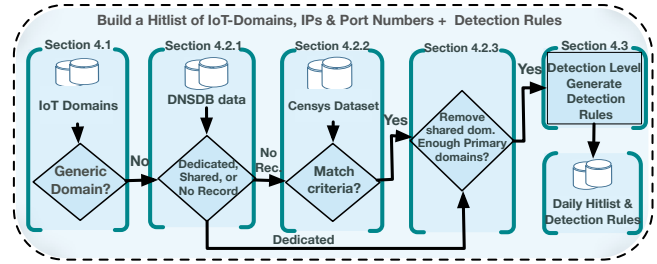 Build a Hitlist of IoT-Domains, IPs & Port Numbers + Detection Rules
Section 4.1
IoT Domains
Generic
Domain?
No
Section 4.2.1
DNSDB data
Dedicated,
Shared, or
No Record
No
Rec.
Dedicated
Section 4.2.2
Censys Dataset
Match
criteria?
Yes
Section 4.2.3
Remove
shared dom.
Enough Primary
domains?
Yes
Section 4.3
Detection Level
Generate
Detection
Rules
Daily Hitlist &
Detection Rules